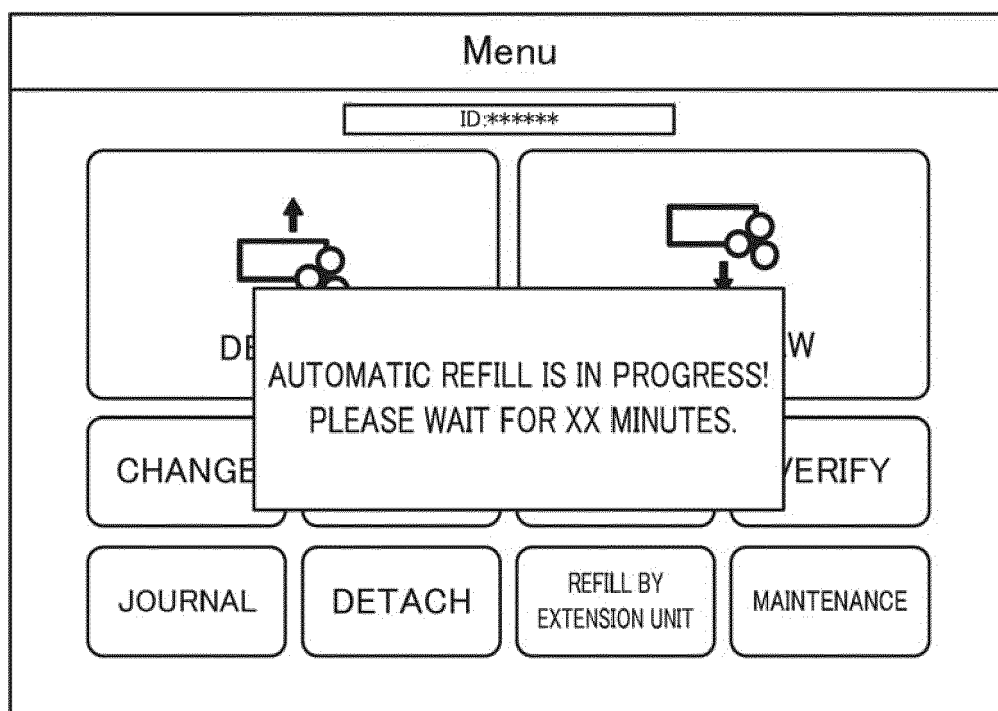 Menu
ID:******
DE
W
AUTOMATIC REFILL IS IN PROGRESS!
PLEASE WAIT FOR XX MINUTES.
CHANGE
VERIFY
JOURNAL
DETACH
REFILL BY
EXTENSION UNIT
MAINTENANCE